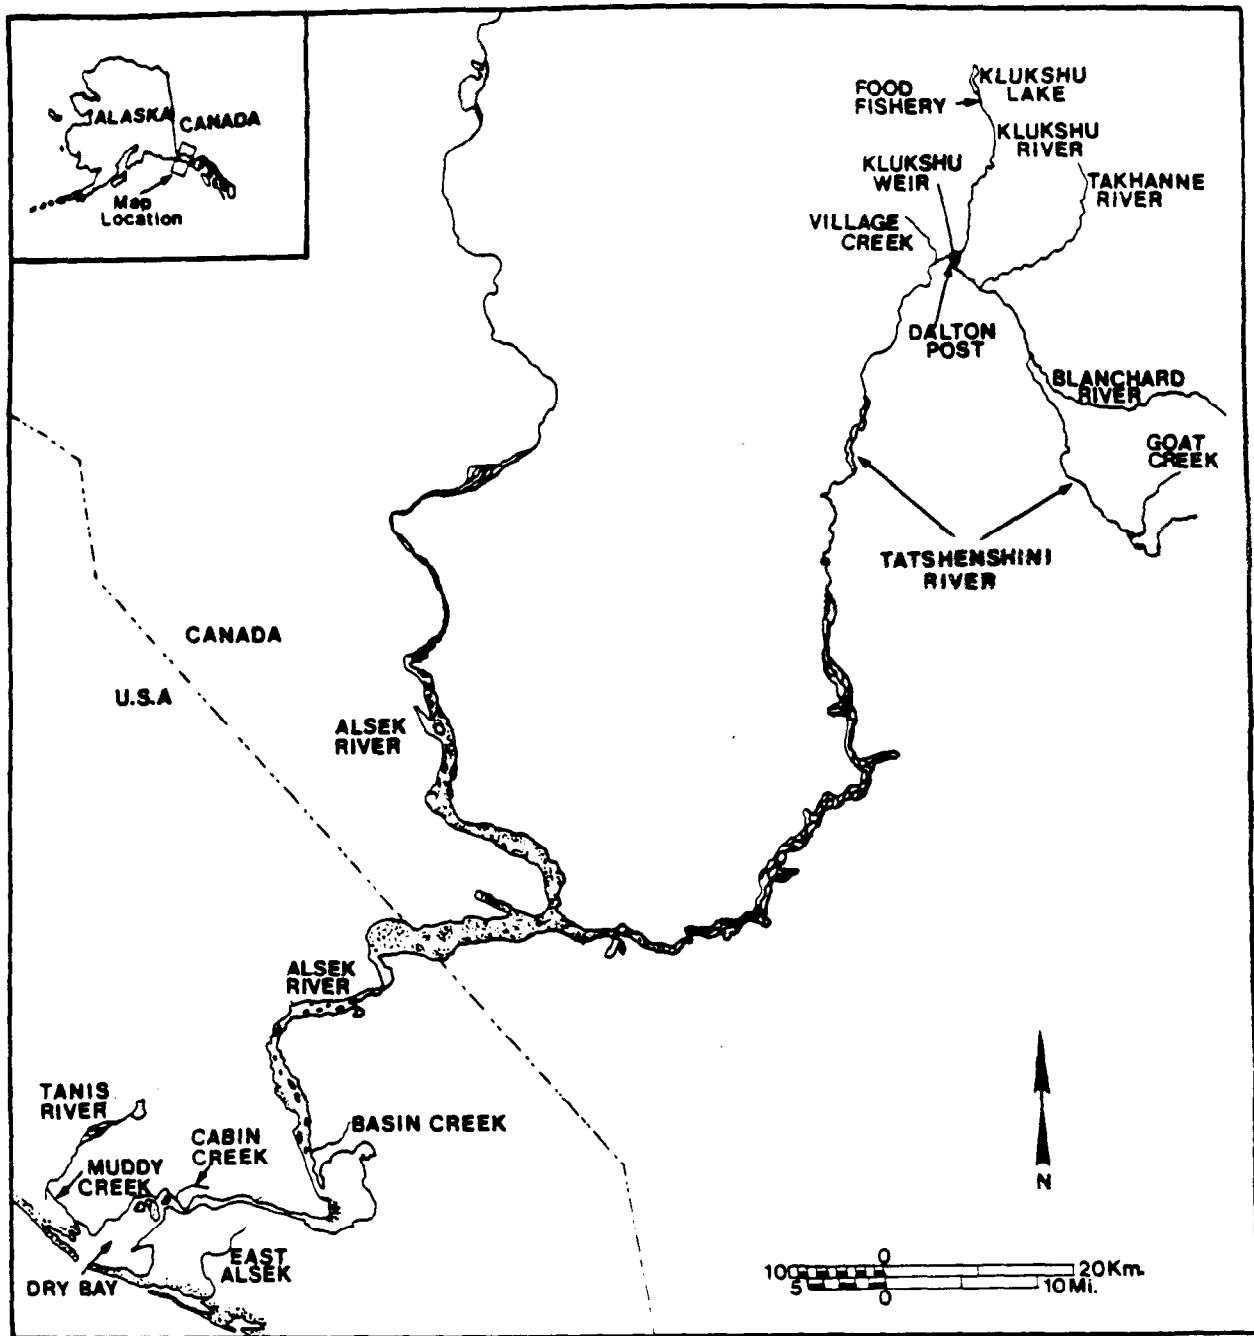 ALASKA
CANADA
Map
Location
FOOD
FISHERY
KLUKSHU
LAKE
KLUKSHU
RIVER
KLUKSHU
WEIR
TAKHANNE
RIVER
VILLAGE
CREEK
DALTON
POST
BLANCHARD
RIVER
GOAT
CREEK
TATSHENSHINI
RIVER
CANADA
U.S.A
ALSEK
RIVER
ALSEK
RIVER
TANIS
RIVER
BASIN CREEK
CABIN
CREEK
MUDDY
CREEK
EAST
ALSEK
DRY BAY
N
0
10 20Km.
5 10Mi.
0